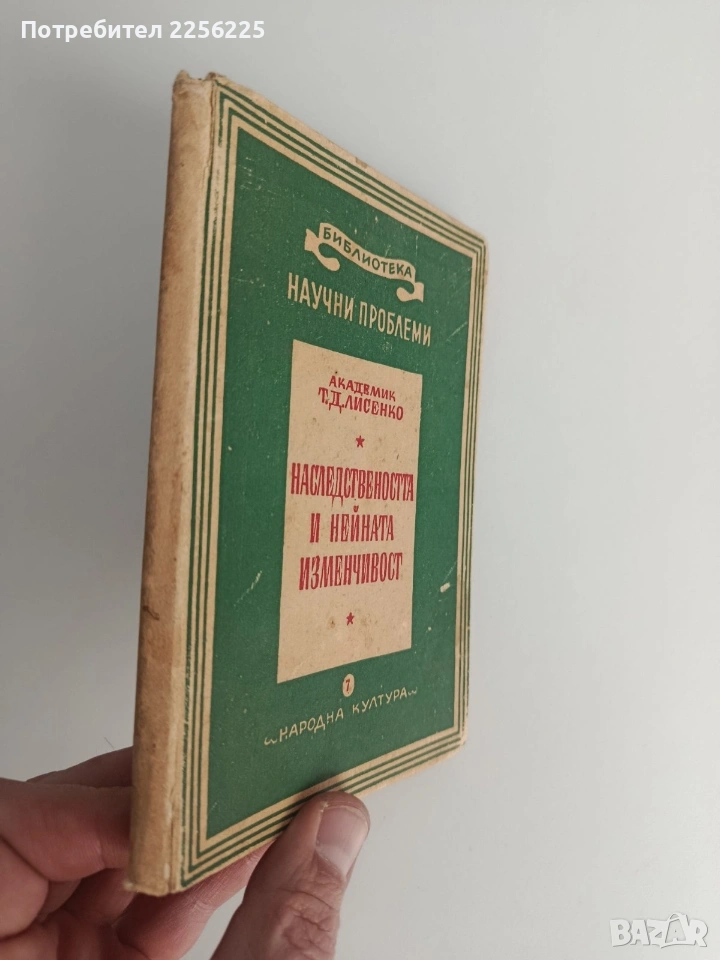 Потребител 2256225
БИБЛИОТЕКА
НАУЧНИ ПРОБЛЕМИ
АКАДЕМИК
Т.Д.ЛИСЕНКО
НАСЛЕДСТВЕНОСТТА
И НЕЙНАТА
ИЗМЕНЧИВОСТ
7
НАРОДНА КУЛТУРА
BAZAR